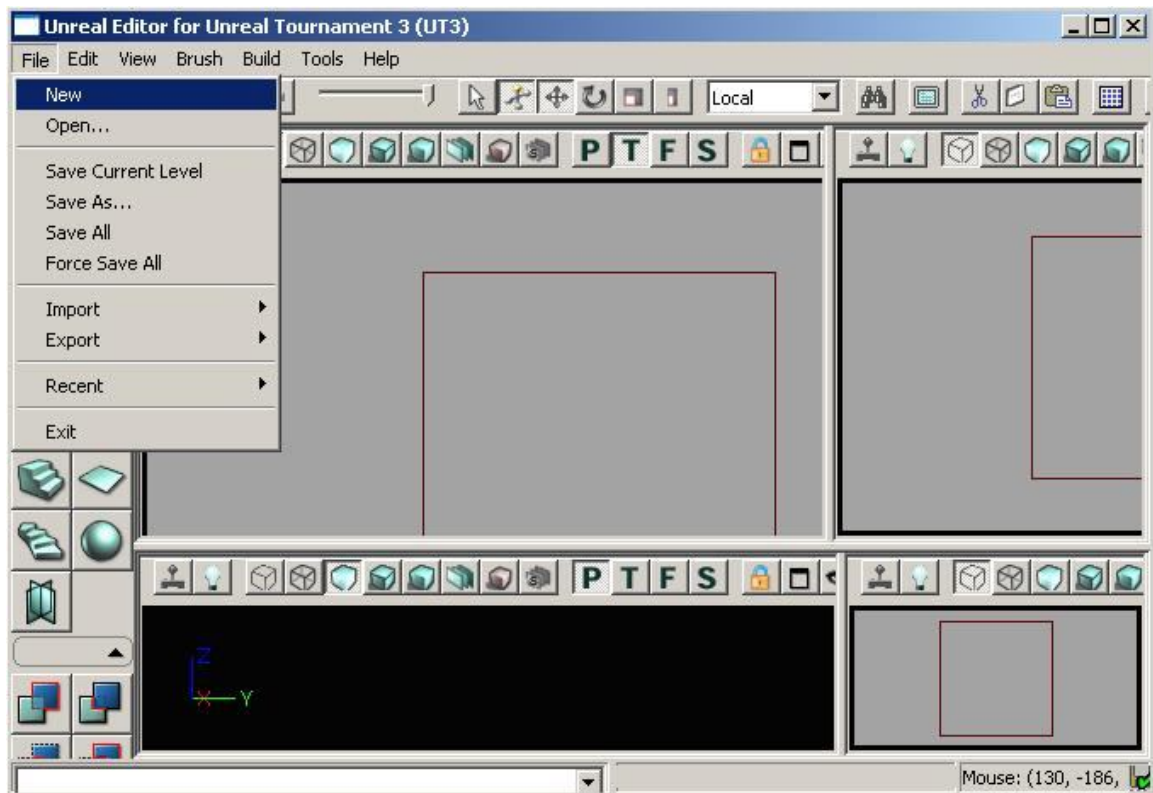 Unreal Editor for Unreal Tournament 3 (UT3)
File Edit View Brush Build Tools Help
New
Local
Open...
P T F S
Save Current Level
Save As...
Save All
Force Save All
Import
Export
Recent
Exit
P T F S
Z
X Y
Mouse: (130, -186,